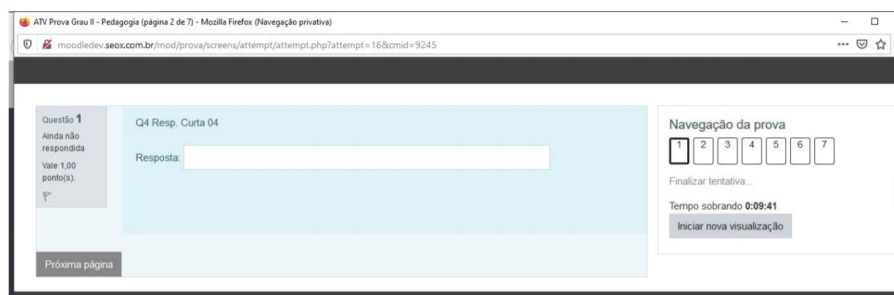 ATV Prova Grau II - Pedagogia (página 2 de 7) - Mozilla Firefox (Navegação privativa)
moodledev.seox.com.br/mod/prova/screens/attempt/attempt.php?attempt=16&cmid=9245
Questão 1
Ainda não
respondida
Vale 1,00
ponto(s).
Q4 Resp. Curta 04
Resposta:
Próxima página
Navegação da prova
1 2 3 4 5 6 7
Finalizar tentativa...
Tempo sobrando 0:09:41
Iniciar nova visualização